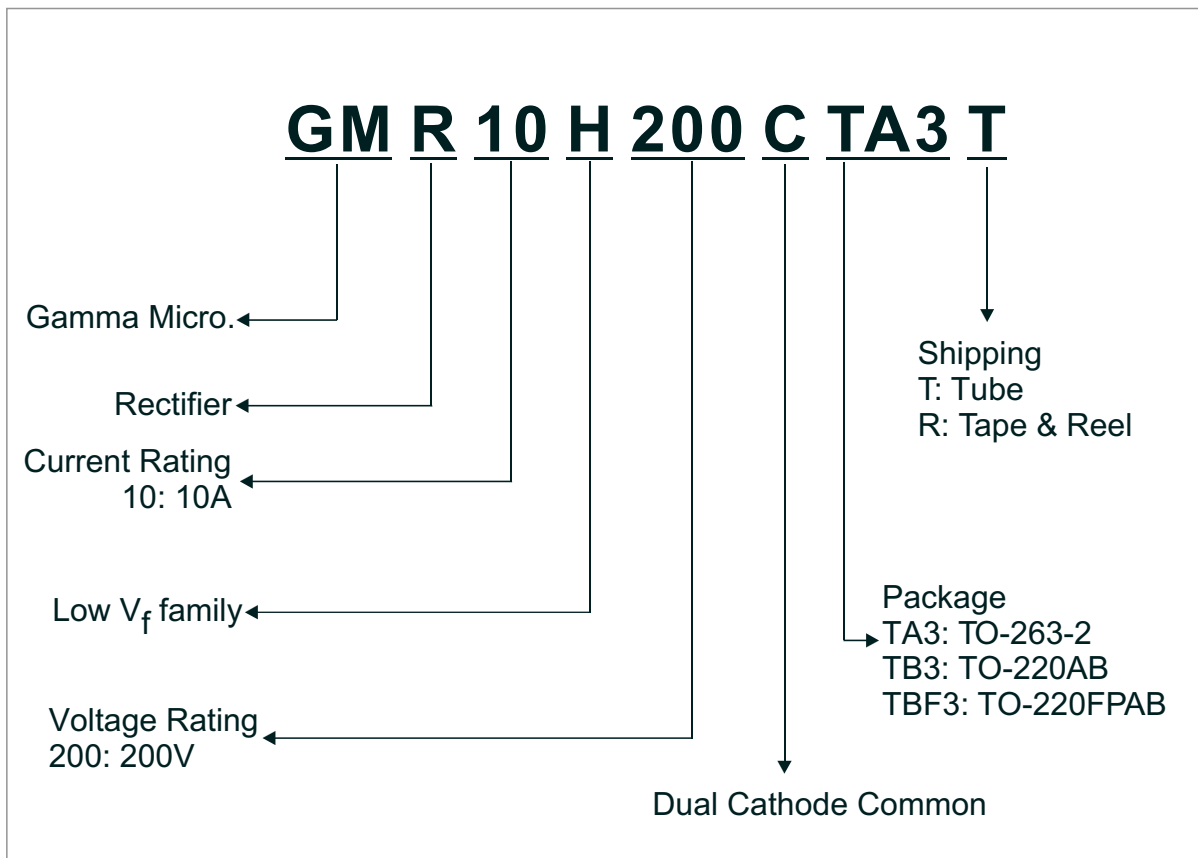 GM R 10 H 200 C TA3 T
Gamma Micro.
Rectifier
Current Rating
10: 10A
Low Vf family
Voltage Rating
200: 200V
Dual Cathode Common
Package
TA3: TO-263-2
TB3: TO-220AB
TBF3: TO-220FPAB
Shipping
T: Tube
R: Tape & Reel